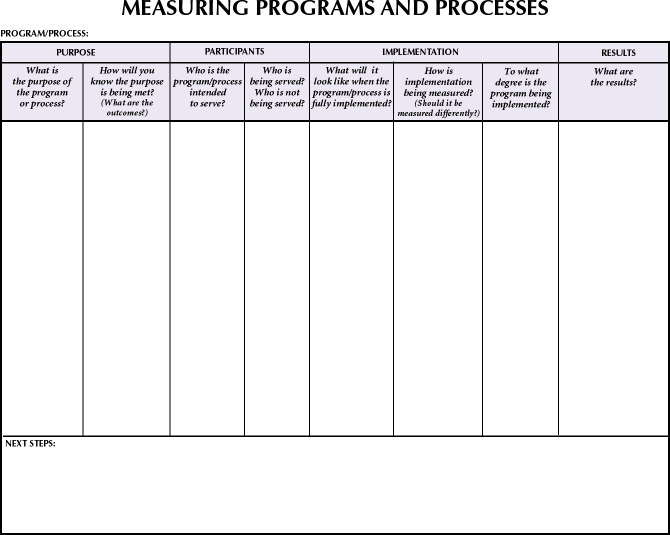 MEASURING PROGRAMS AND PROCESSES
PROGRAM/PROCESS:
PURPOSE
PARTICIPANTS
IMPLEMENTATION
RESULTS
What is
the purpose of
the program
or process?
How will you
know the purpose
is being met?
(What are the
outcomes?)
Who is the
program/process
intended
to serve?
Who is
being served?
Who is not
being served?
What will it
look like when the
program/process is
fully implemented?
How is
implementation
being measured?
(Should it be
measured differently?)
To what
degree is the
program being
implemented?
What are
the results?
NEXT STEPS: